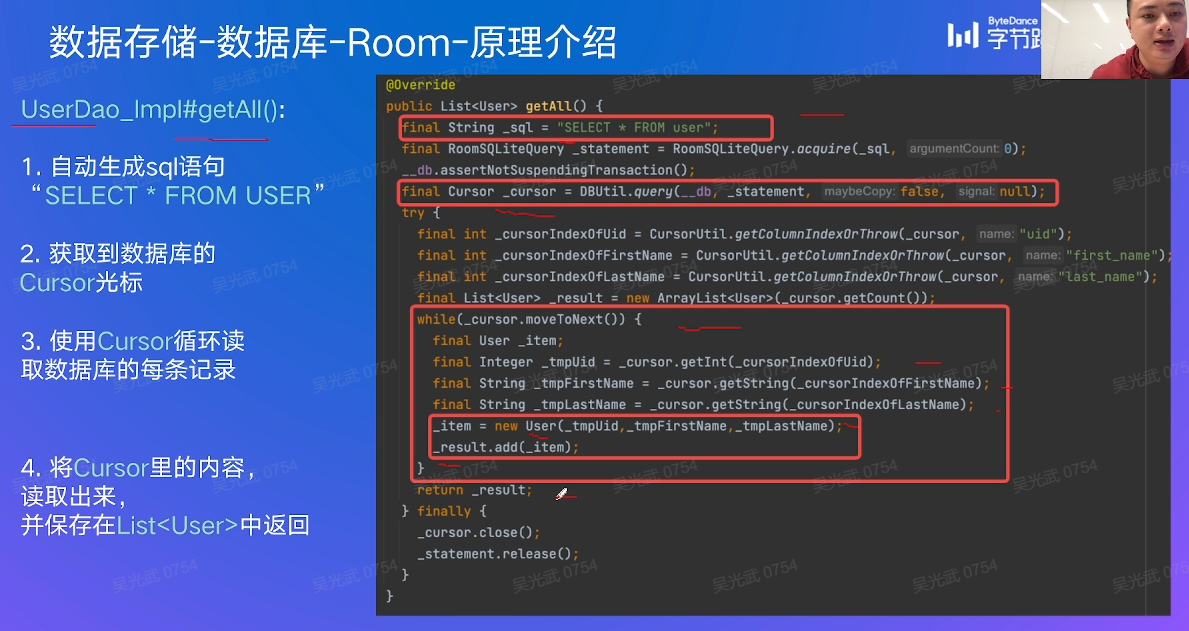 数据存储-数据库-Room-原理介绍
ByteDance
字节跳
UserDao_Impl#getAll():
1. 自动生成sql语句
“SELECT * FROM USER”
2. 获取到数据库的
Cursor光标
3. 使用Cursor循环读
取数据库的每条记录
4. 将Cursor里的内容，
读取出来，
并保存在List<User>中返回
@Override
public List<User> getAll() {
final String _sql = "SELECT * FROM user";
final RoomSQLiteQuery _statement = RoomSQLiteQuery.acquire(_sql, argumentCount: 0);
__db.assertNotSuspendingTransaction();
final Cursor _cursor = DBUtil.query(__db, _statement, maybeCopy: false, signal: null);
try {
final int _cursorIndexOfUid = CursorUtil.getColumnIndexOrThrow(_cursor, name: "uid");
final int _cursorIndexOfFirstName = CursorUtil.getColumnIndexOrThrow(_cursor, name: "first_name");
final int _cursorIndexOfLastName = CursorUtil.getColumnIndexOrThrow(_cursor, name: "last_name");
final List<User> _result = new ArrayList<User>(_cursor.getCount());
while(_cursor.moveToNext()) {
final User _item;
final Integer _tmpUid = _cursor.getInt(_cursorIndexOfUid);
final String _tmpFirstName = _cursor.getString(_cursorIndexOfFirstName);
final String _tmpLastName = _cursor.getString(_cursorIndexOfLastName);
_item = new User(_tmpUid,_tmpFirstName,_tmpLastName);
_result.add(_item);
}
return _result;
} finally {
_cursor.close();
_statement.release();
}
}
吴光武 0754